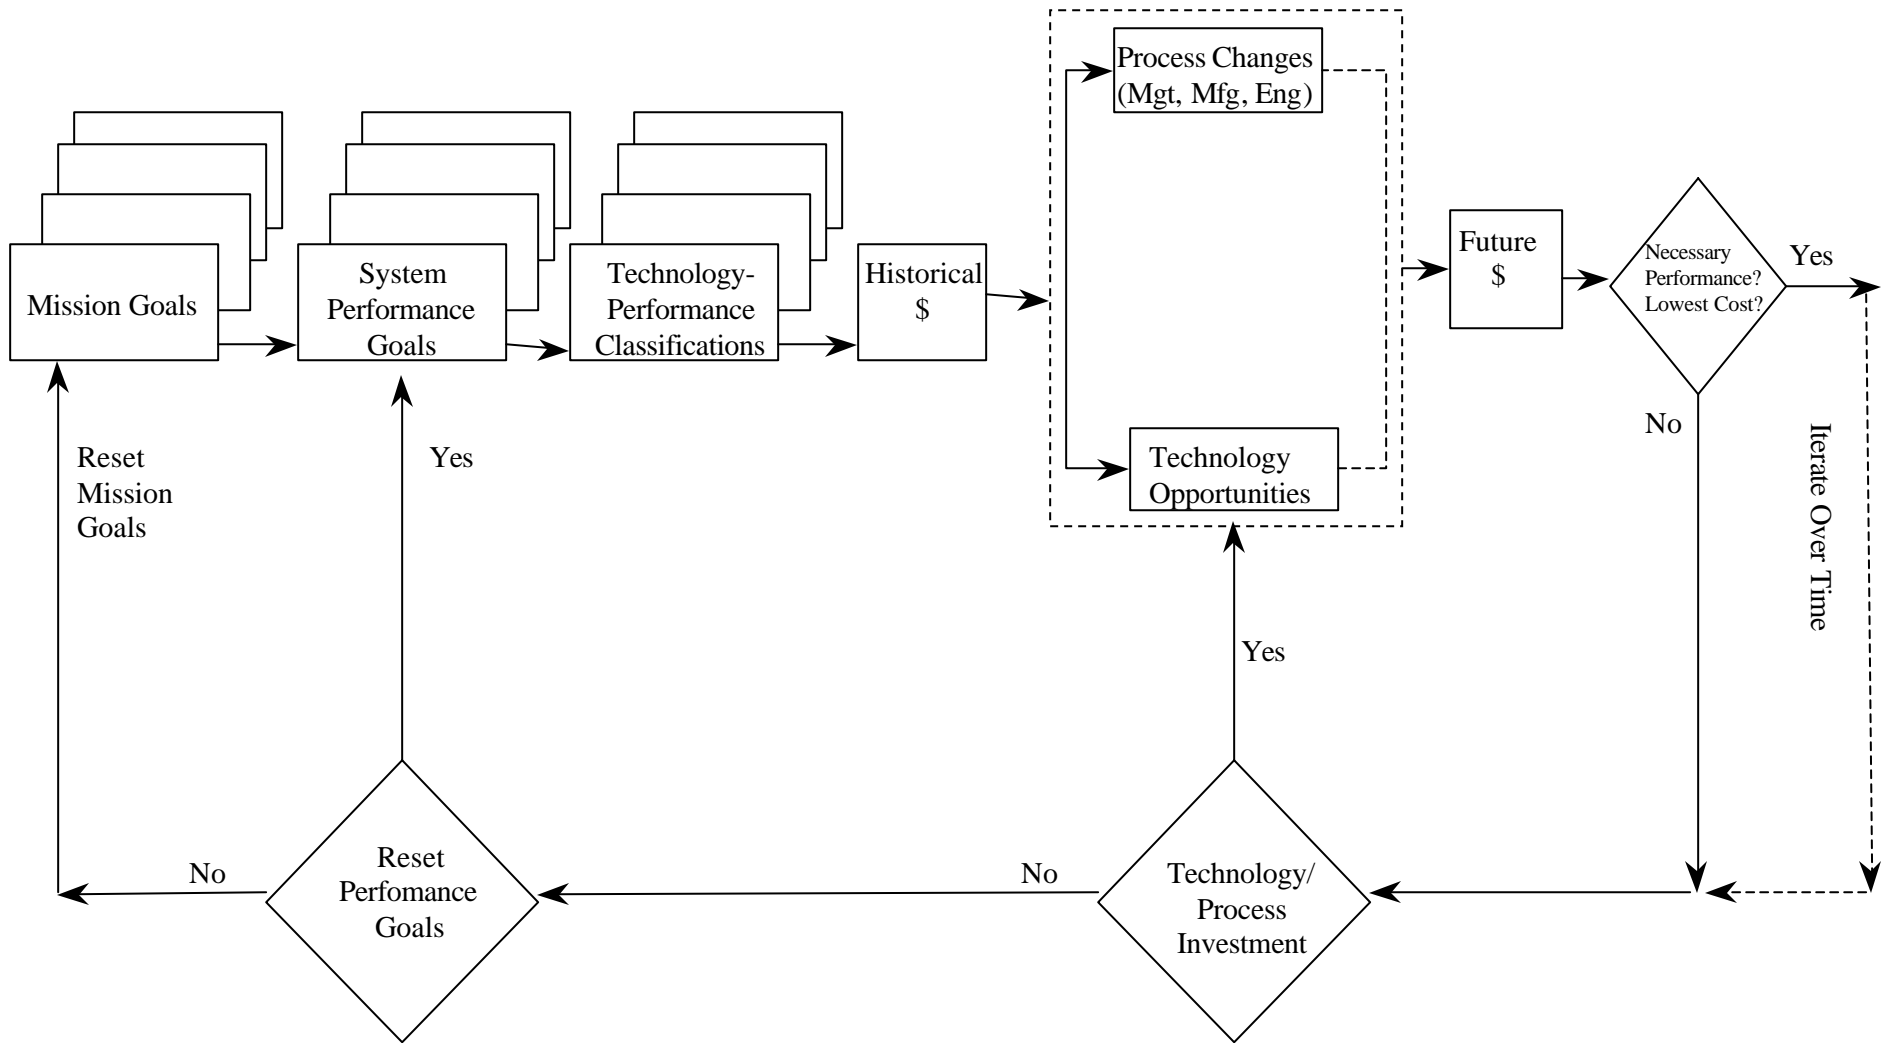 Process Changes
(Mgt, Mfg, Eng)
Mission Goals
System
Performance
Goals
Technology-
Performance
Classifications
Historical
$
Future
$
Necessary
Performance?
Lowest Cost?
Yes
No
Technology
Opportunities
Iterate Over Time
Reset
Mission
Goals
Yes
Yes
No
Reset
Perfomance
Goals
No
Technology/
Process
Investment